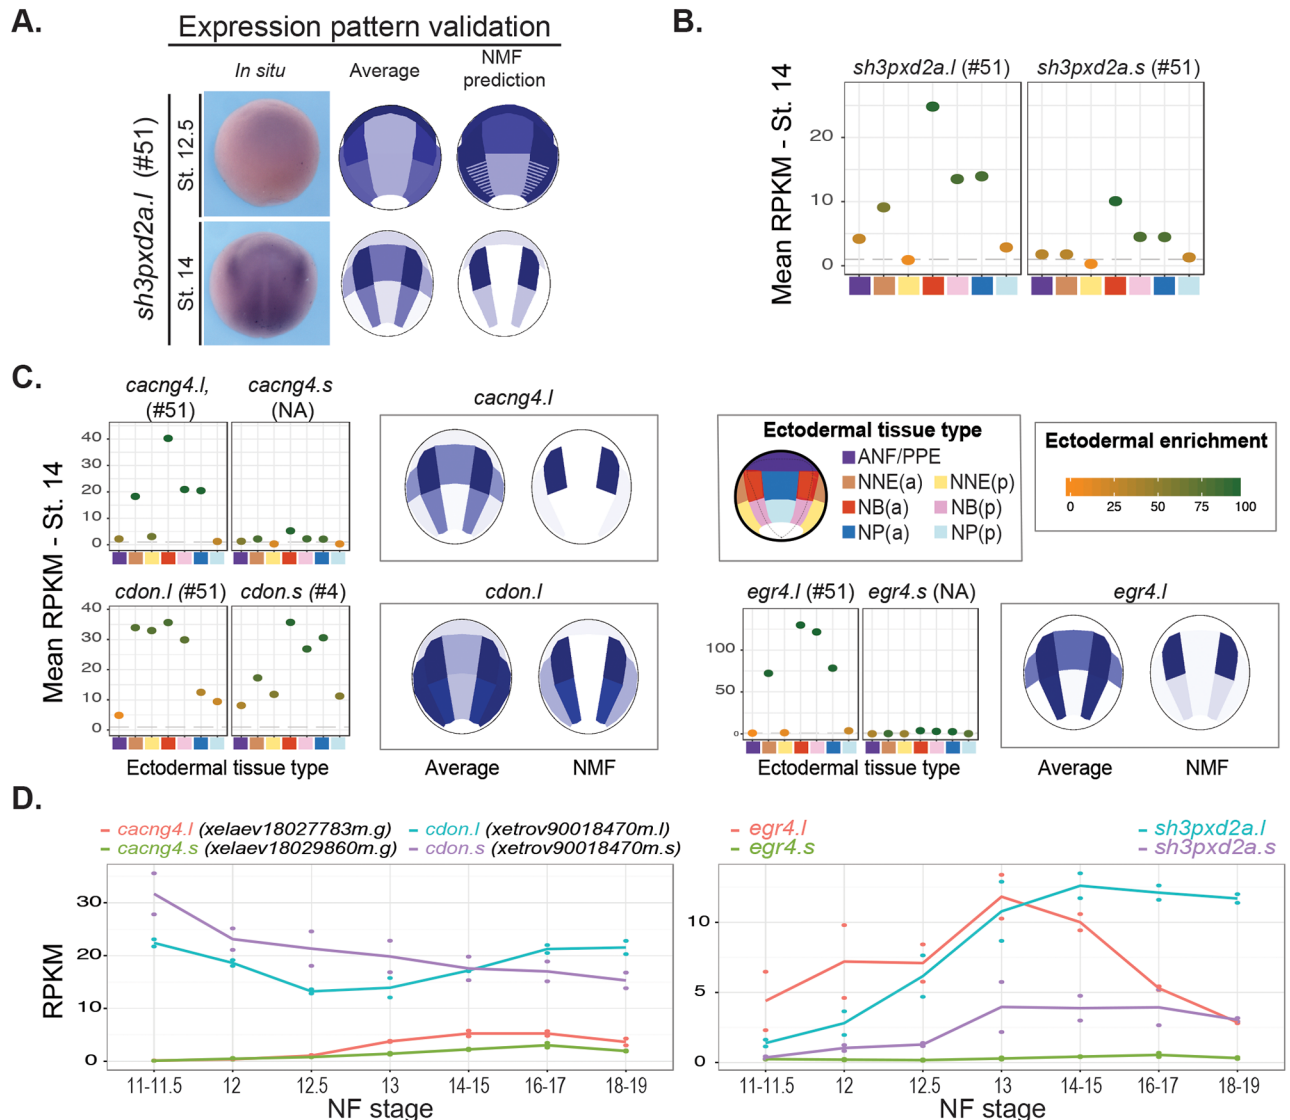 A.
Expression pattern validation
In situ
Average
NMF
prediction
sh3pxd2a.l (#51)
St. 12.5
St. 14
B.
sh3pxd2a.l (#51)
sh3pxd2a.s (#51)
Mean RPKM - St. 14
20
10
0
C.
cacng4.l,
(#51)
cacng4.s
(NA)
cacng4.l
Mean RPKM - St. 14
40
30
20
10
0
cdon.l (#51)
cdon.s (#4)
cdon.l
40
30
20
10
0
Ectodermal tissue type
Average
NMF
Ectodermal tissue type
ANF/PPE
NNE(a)
NNE(p)
NB(a)
NB(p)
NP(a)
NP(p)
Ectodermal enrichment
0 25 50 75 100
egr4.l (#51)
egr4.s (NA)
egr4.l
100
50
0
Ectodermal tissue type
Average
NMF
D.
cacng4.l (xelaev18027783m.g)
cdon.l (xetrov90018470m.l)
cacng4.s (xelaev18029860m.g)
cdon.s (xetrov90018470m.s)
RPKM
30
20
10
0
11-11.5 12 12.5 13 14-15 16-17 18-19
NF stage
egr4.l
sh3pxd2a.l
egr4.s
sh3pxd2a.s
10
5
0
11-11.5 12 12.5 13 14-15 16-17 18-19
NF stage